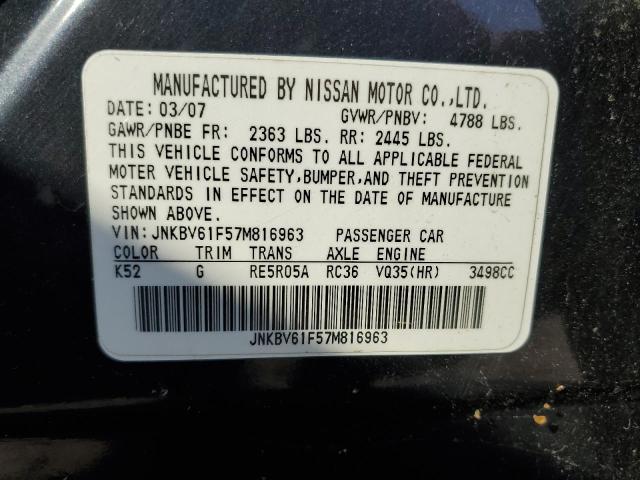 MANUFACTURED BY NISSAN MOTOR CO.,LTD.
DATE: 03/07 GVWR/PNBV: 4788 LBS.
GAWR/PNBE FR: 2363 LBS. RR: 2445 LBS.
THIS VEHICLE CONFORMS TO ALL APPLICABLE FEDERAL
MOTER VEHICLE SAFETY,BUMPER,AND THEFT PREVENTION
STANDARDS IN EFFECT ON THE DATE OF MANUFACTURE
SHOWN ABOVE.
VIN: JNKBV61F57M816963 PASSENGER CAR
COLOR TRIM TRANS AXLE ENGINE
K52 G RE5R05A RC36 VQ35(HR) 3498CC
JNKBV61F57M816963